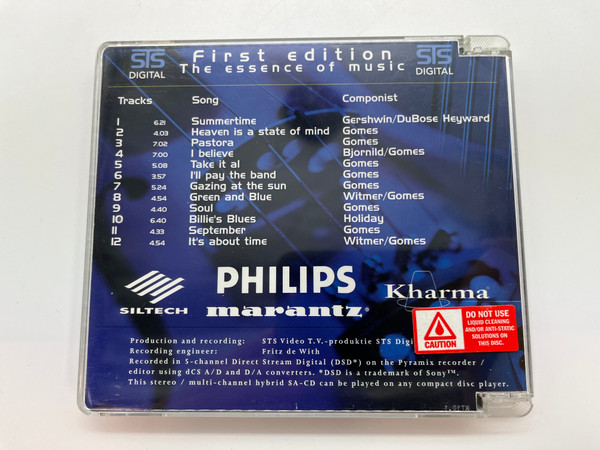 STS DIGITAL
First edition
The essence of music
STS DIGITAL
Tracks Song Componist
1 6.21 Summertime Gershwin/DuBose Heyward
2 4.03 Heaven is a state of mind Gomes
3 7.02 Pastora Gomes
4 7.00 I believe Bjornild/Gomes
5 5.08 Take it al Gomes
6 3.57 I'll pay the band Gomes
7 5.24 Gazing at the sun Gomes
8 4.54 Green and Blue Witmer/Gomes
9 4.40 Soul Gomes
10 6.40 Billie's Blues Holiday
11 4.33 September Gomes
12 4.54 It's about time Witmer/Gomes
SILTECH
PHILIPS
marantz®
Kharma
CAUTION
DO NOT USE
LIQUID CLEANING
AND/OR ANTI-STATIC
SOLUTIONS ON
THIS DISC.
Production and recording: STS Video T.V.-produktie STS Digi
Recording engineer: Fritz de With
Recorded in 5-channel Direct Stream Digital (DSD*) on the Pyramix recorder /
editor using dCS A/D and D/A converters. *DSD is a trademark of Sony™.
This stereo / multi-channel hybrid SA-CD can be played on any compact disc player.